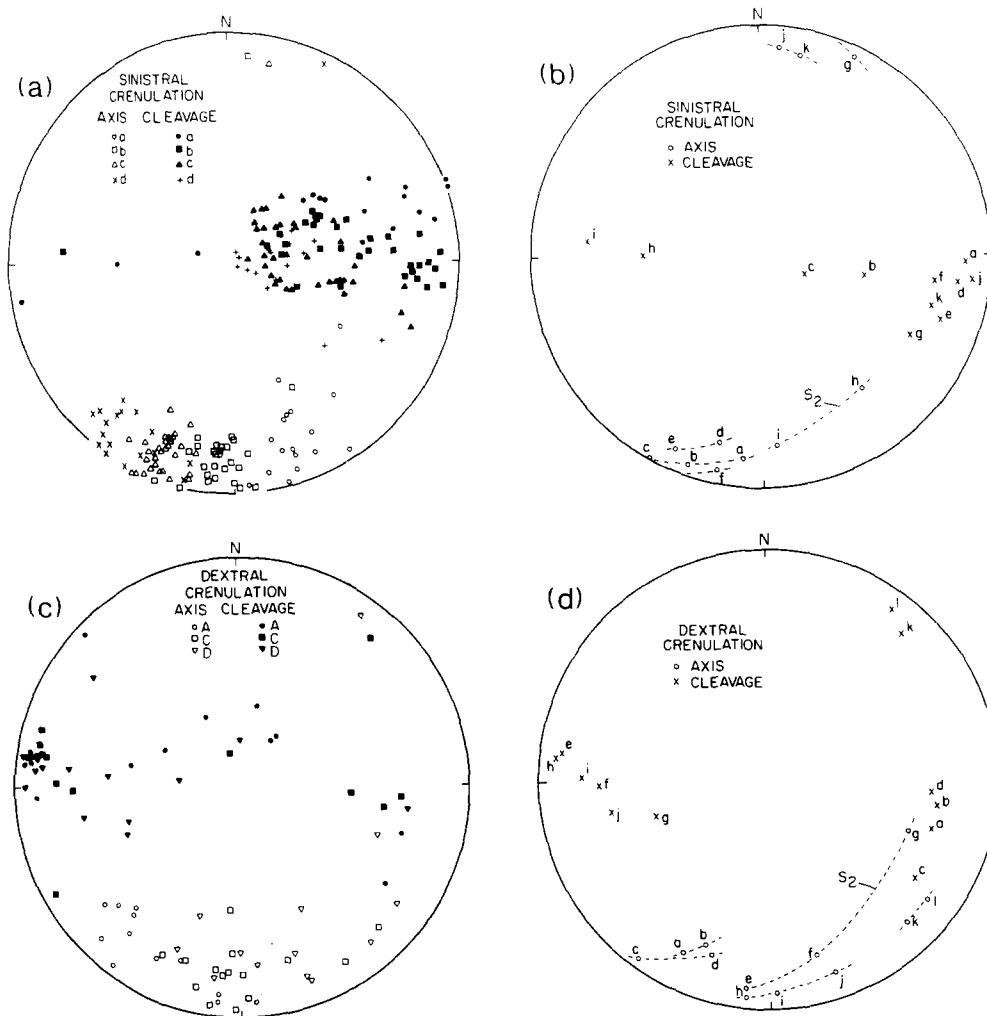 (a)
N
SINISTRAL
CRENULATION
AXIS CLEAVAGE
a a
b b
c c
d d
(b)
N
j
k
g
SINISTRAL
CRENULATION
AXIS
CLEAVAGE
i
h
c
b
a
f
d
j
k
e
g
h
S2
e
d
c
b
a
i
f
(c)
N
DEXTRAL
CRENULATION
AXIS CLEAVAGE
A A
C C
D D
(d)
N
l
k
DEXTRAL
CRENULATION
AXIS
CLEAVAGE
h
e
i
f
j
g
d
b
a
g
c
S2
l
k
c
a
b
d
f
e
h
i
j